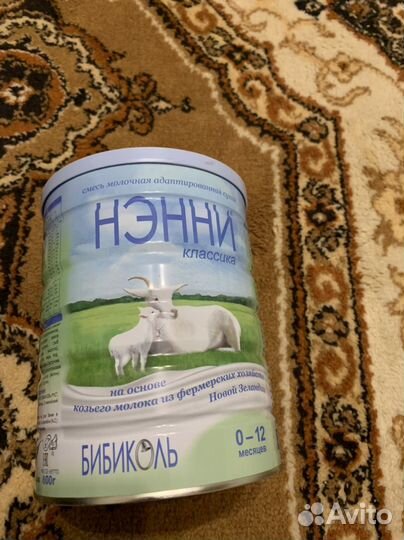 смесь молочная адаптированная сухая
НЭННИ
классика
на основе
козьего молока из фермерских хозяйств
Новой Зеландии
БИБИКОЛЬ
0-12
месяцев
Avito